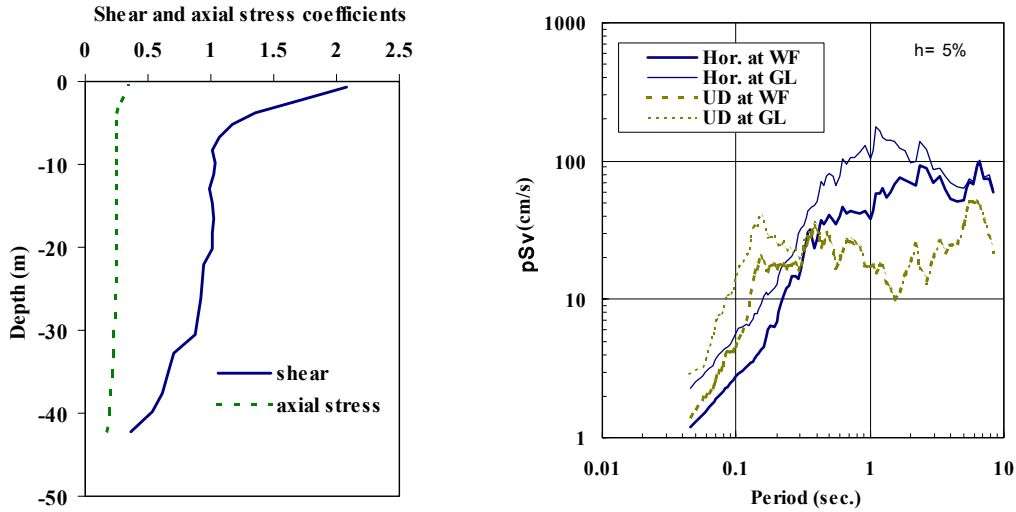 Shear and axial stress coefficients
0 0.5 1 1.5 2 2.5
0
-10
-20
-30
-40
-50
Depth (m)
shear
axial stress
1000
100
10
1
pSv(cm/s)
h= 5%
Hor. at WF
Hor. at GL
UD at WF
UD at GL
0.01 0.1 1 10
Period (sec.)